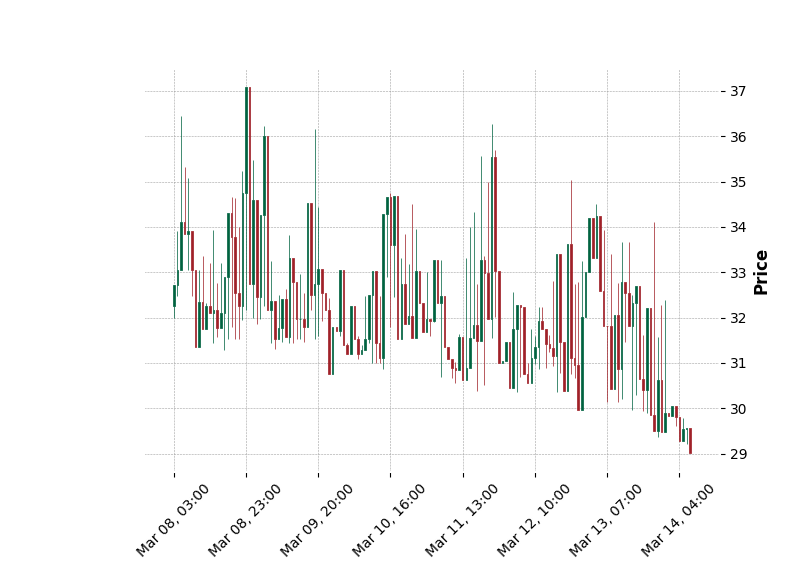 37
36
35
34
33
32
31
30
29
Price
Mar 08, 03:00
Mar 08, 23:00
Mar 09, 20:00
Mar 10, 16:00
Mar 11, 13:00
Mar 12, 10:00
Mar 13, 07:00
Mar 14, 04:00